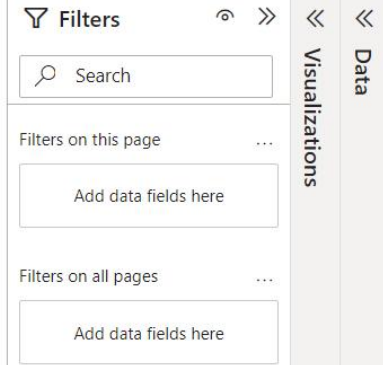 Filters
Search
Filters on this page
...
Add data fields here
Filters on all pages
...
Add data fields here
Visualizations
Data